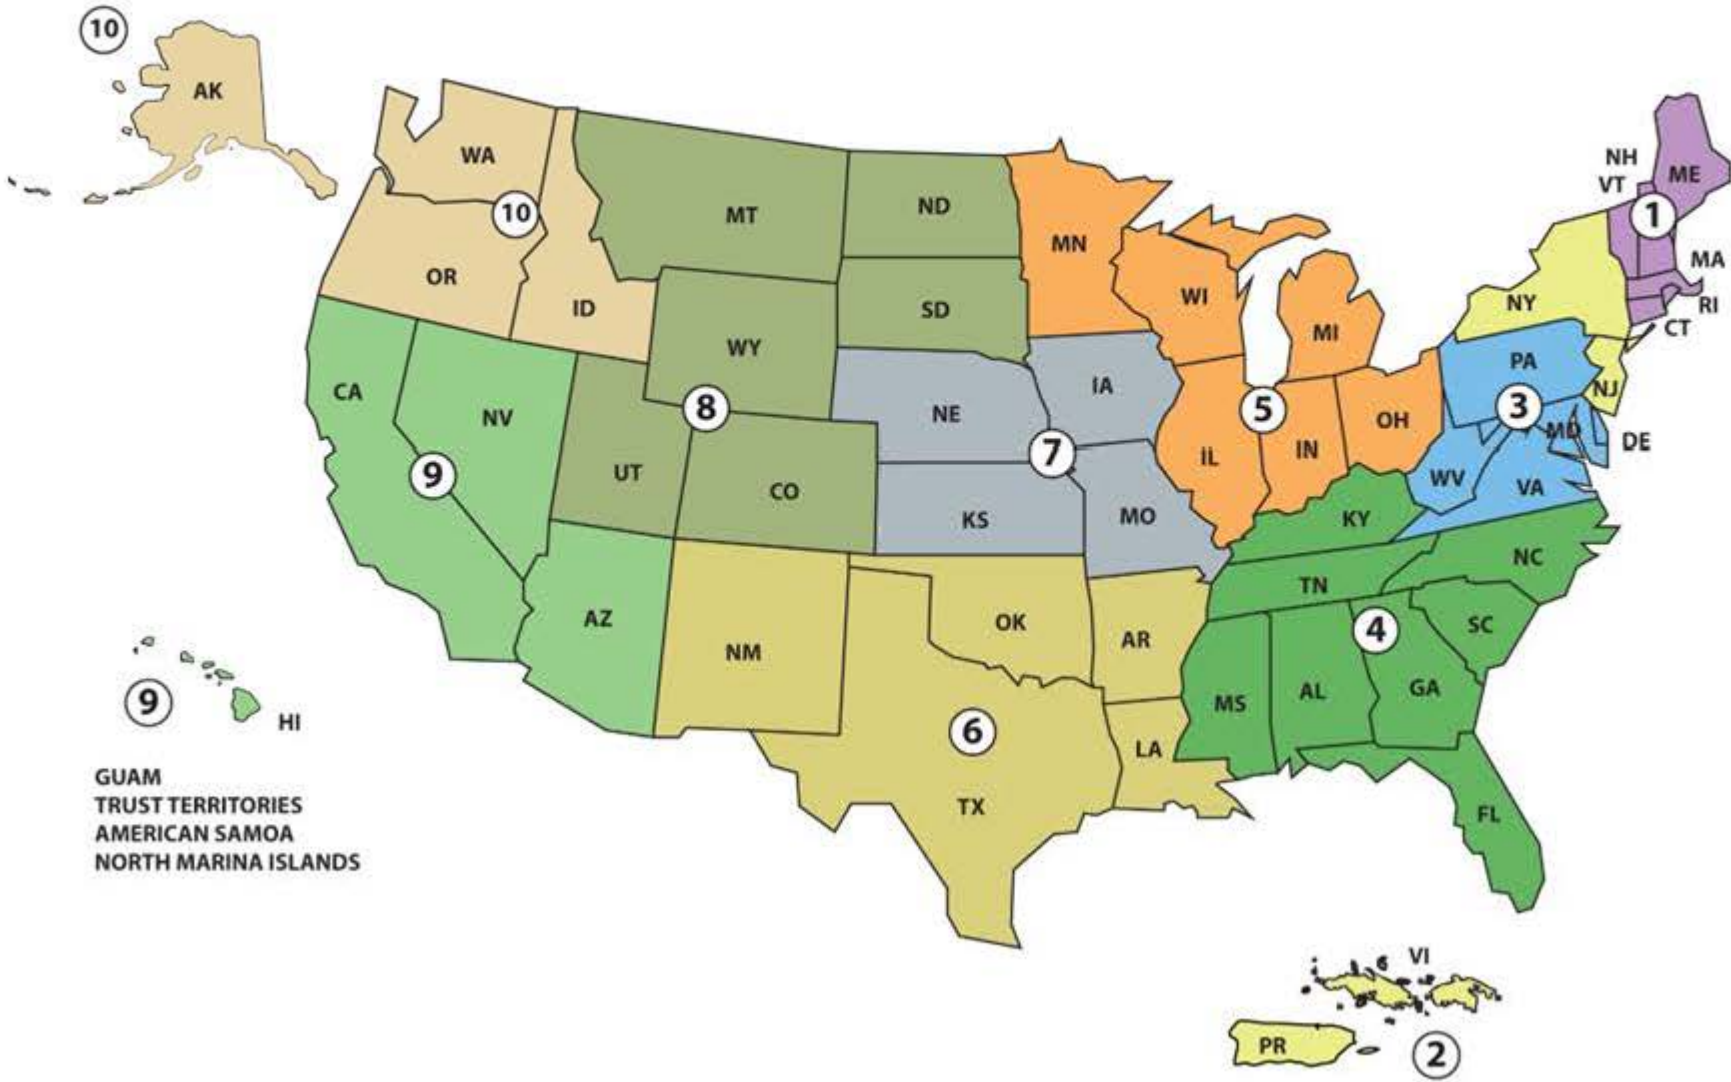 10
AK
WA
10
OR
ID
MT
ND
MN
WI
MI
NH
VT
ME
1
MA
RI
CT
NY
SD
WY
8
CA
NV
9
UT
CO
NE
IA
7
KS
MO
IL
5
IN
OH
PA
3
NJ
MD
DE
WV
VA
KY
NC
TN
4
SC
AZ
NM
OK
AR
MS
AL
GA
6
TX
LA
FL
9
HI
GUAM
TRUST TERRITORIES
AMERICAN SAMOA
NORTH MARINA ISLANDS
VI
PR
2